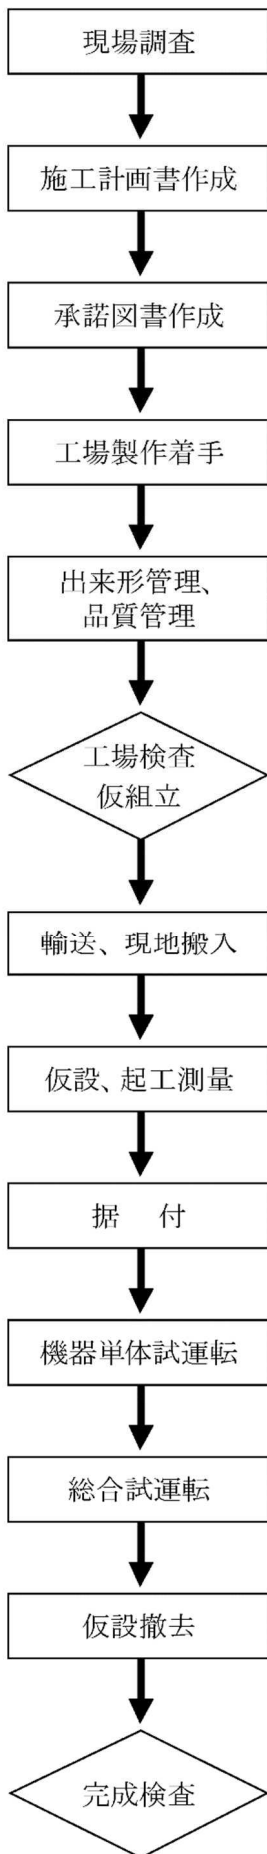 現場調査
施工計画書作成
承諾図書作成
工場製作着手
出来形管理、
品質管理
工場検査
仮組立
輸送、現地搬入
仮設、起工測量
据　付
機器単体試運転
総合試運転
仮設撤去
完成検査